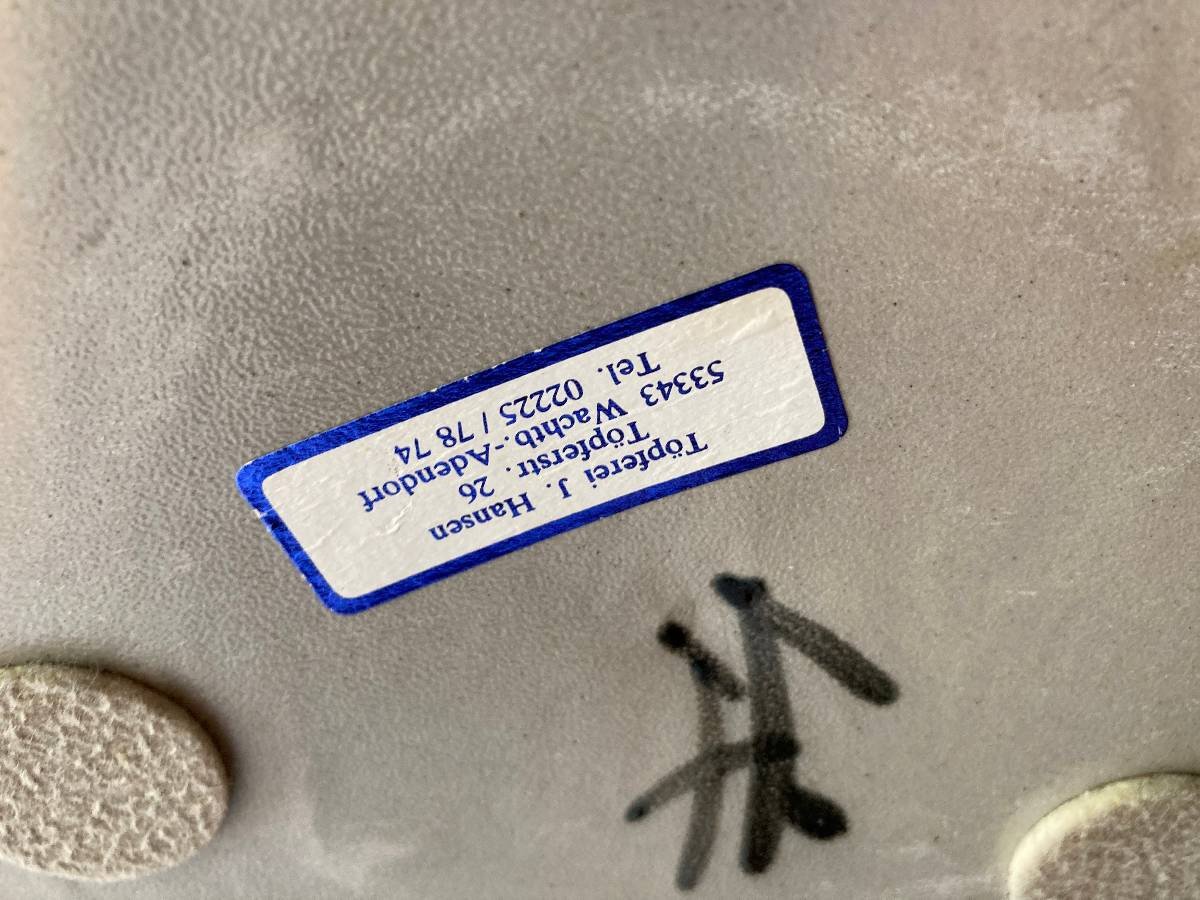 Töpferei J. Hansen
Töpferstr. 26
53343 Wachtb.-Adendorf
Tel. 02225 / 78 74